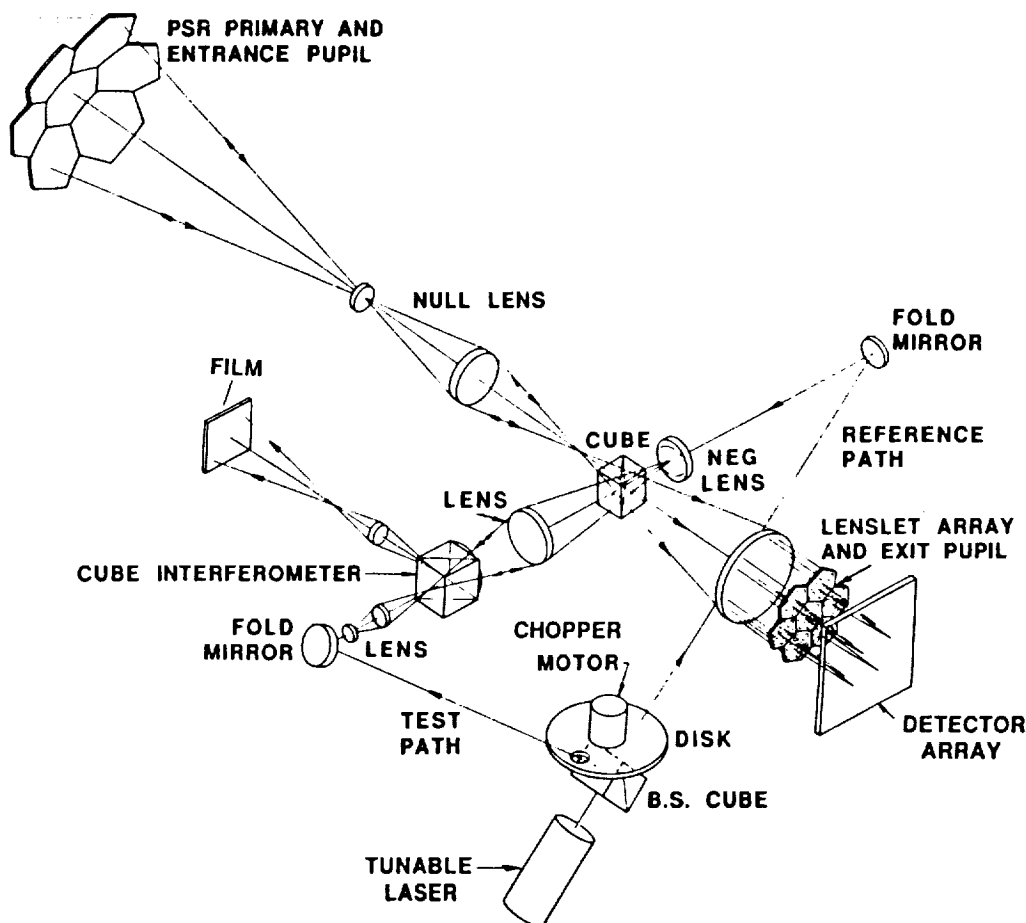 PSR PRIMARY AND
ENTRANCE PUPIL
NULL LENS
FOLD
MIRROR
FILM
CUBE
NEG
LENS
REFERENCE
PATH
LENS
LENSLET ARRAY
AND EXIT PUPIL
CUBE INTERFEROMETER
FOLD
MIRROR
LENS
CHOPPER
MOTOR
TEST
PATH
DISK
DETECTOR
ARRAY
B.S. CUBE
TUNABLE
LASER